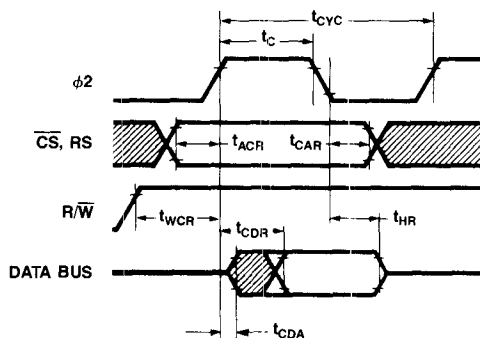 tCYC
tC
φ2
CS, RS
tACR
tCAR
R/W
tWCR
tCDR
tHR
DATA BUS
tCDA